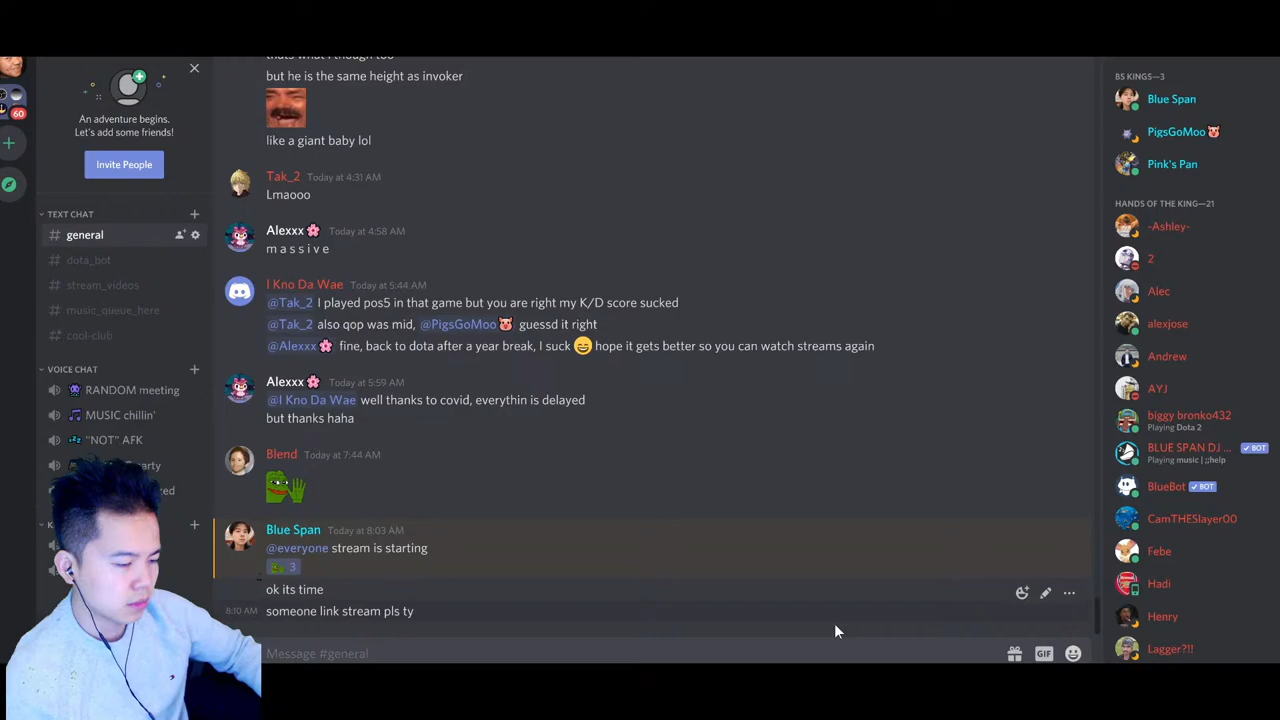 thats what i though too
but he is the same height as invoker
like a giant baby lol
Tak_2 Today at 4:31 AM
Lmaooo
Alexxx🌸 Today at 4:58 AM
m a s s i v e
I Kno Da Wae Today at 5:44 AM
@Tak_2 I played pos5 in that game but you are right my K/D score sucked
@Tak_2 also qop was mid, @PigsGoMoo🐷 guessd it right
@Alexxx🌸 fine, back to dota after a year break, I suck 😄 hope it gets better so you can watch streams again
Alexxx🌸 Today at 5:59 AM
@I Kno Da Wae well thanks to covid, everythin is delayed
but thanks haha
Blend Today at 7:44 AM
Blue Span Today at 8:03 AM
@everyone stream is starting
3
ok its time
8:10 AM someone link stream pls ty
Message #general
GIF
60
An adventure begins.
Let's add some friends!
Invite People
TEXT CHAT
# general
# dota_bot
# stream_videos
# music_queue_here
# cool-club
VOICE CHAT
RANDOM meeting
MUSIC chillin'
"NOT" AFK
BS KINGS—3
Blue Span
PigsGoMoo🐷
Pink's Pan
HANDS OF THE KING—21
-Ashley-
2
Alec
alexjose
Andrew
AYJ
biggy bronko432
Playing Dota 2
BLUE SPAN DJ ... ✓BOT
Playing music | ;;help
BlueBot ✓BOT
CamTHESlayer00
Febe
Hadi
Henry
Lagger?!!